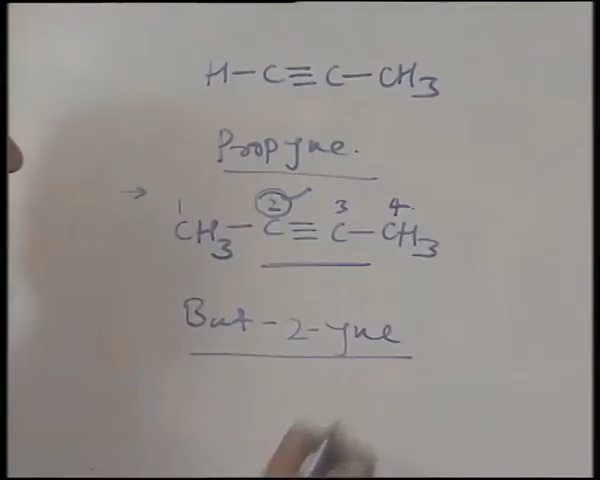 H-C≡C-CH3
Propyne.
→
1 2 3 4.
CH3-C≡C-CH3
But-2-yne